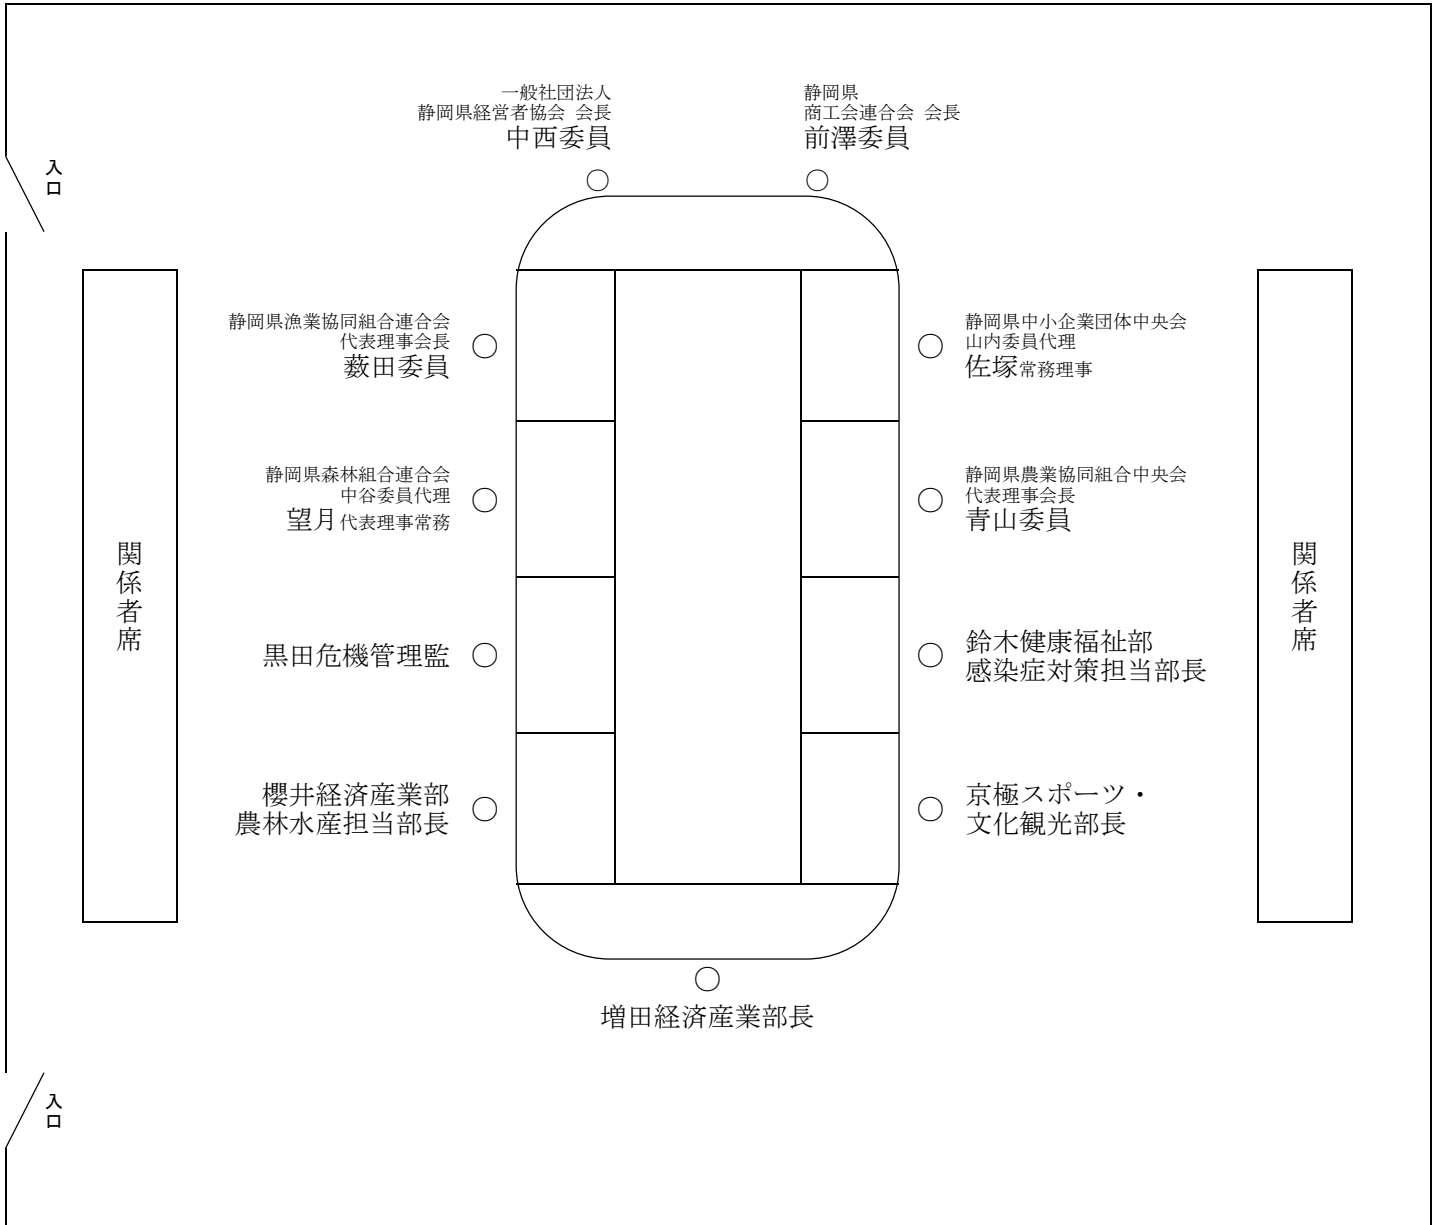 一般社団法人
静岡県経営者協会 会長
中西委員
静岡県
商工会連合会 会長
前澤委員
入口
静岡県漁業協同組合連合会
代表理事会長
薮田委員
静岡県中小企業団体中央会
山内委員代理
佐塚常務理事
静岡県森林組合連合会
中谷委員代理
望月代表理事常務
静岡県農業協同組合中央会
代表理事会長
青山委員
関係者席
関係者席
黒田危機管理監
鈴木健康福祉部
感染症対策担当部長
櫻井経済産業部
農林水産担当部長
京極スポーツ・
文化観光部長
増田経済産業部長
入口